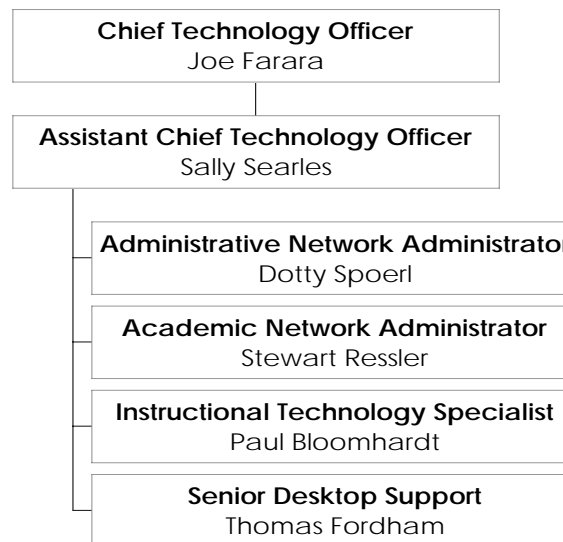 Chief Technology Officer
Joe Farara
Assistant Chief Technology Officer
Sally Searles
Administrative Network Administrator
Dotty Spoerl
Academic Network Administrator
Stewart Ressler
Instructional Technology Specialist
Paul Bloomhardt
Senior Desktop Support
Thomas Fordham